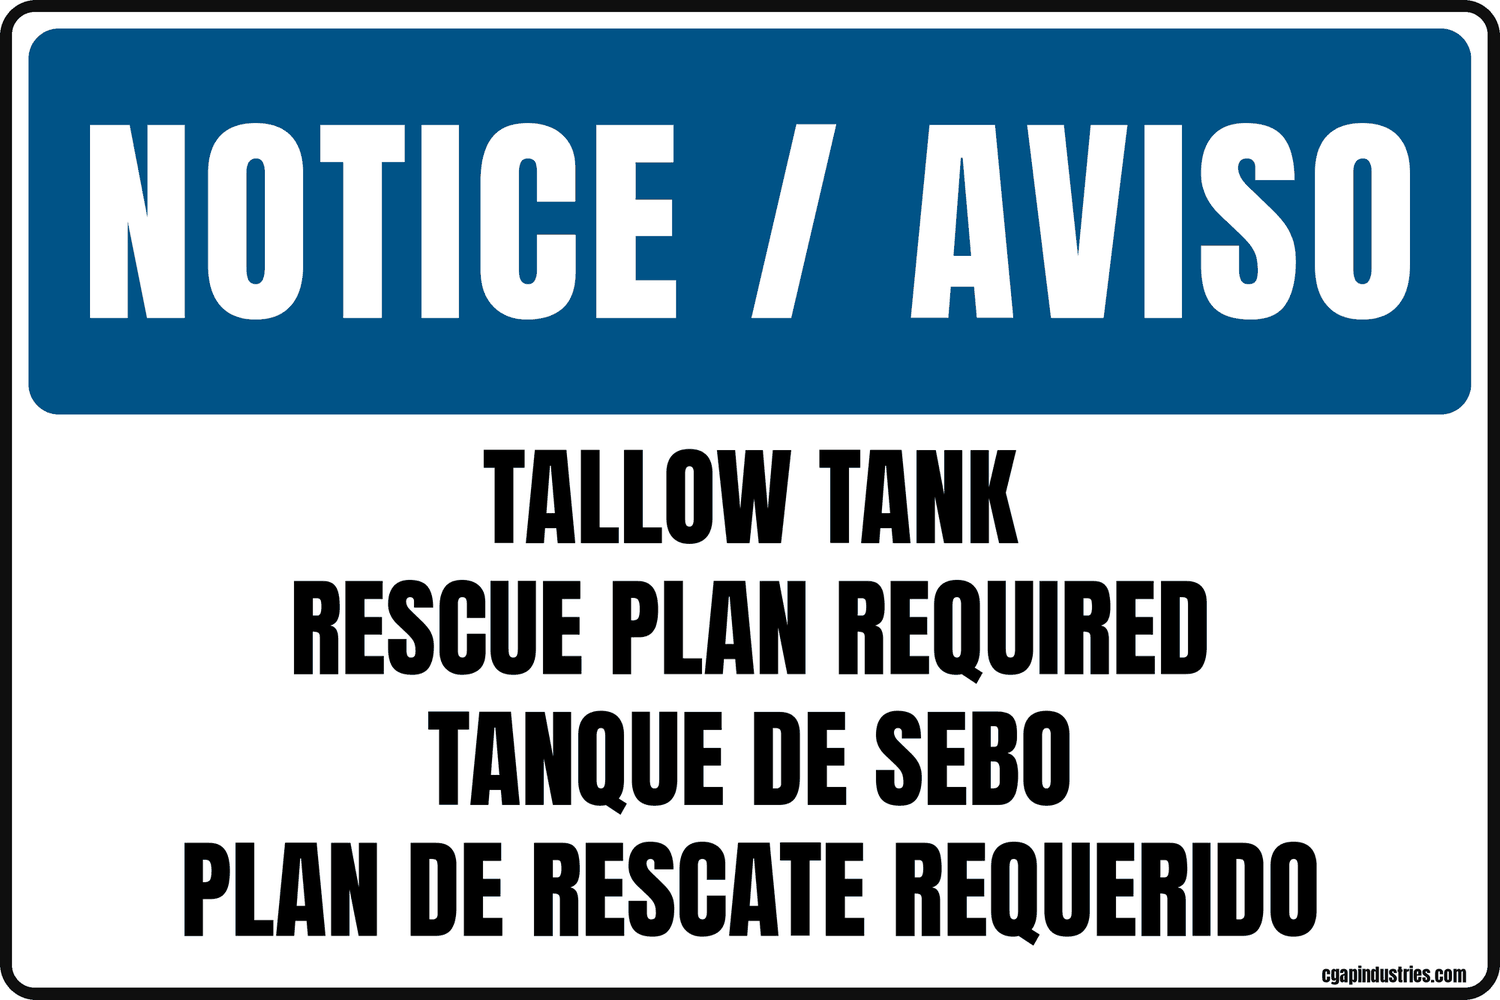 NOTICE / AVISO
TALLOW TANK
RESCUE PLAN REQUIRED
TANQUE DE SEBO
PLAN DE RESCATE REQUERIDO
cgapindustries.com